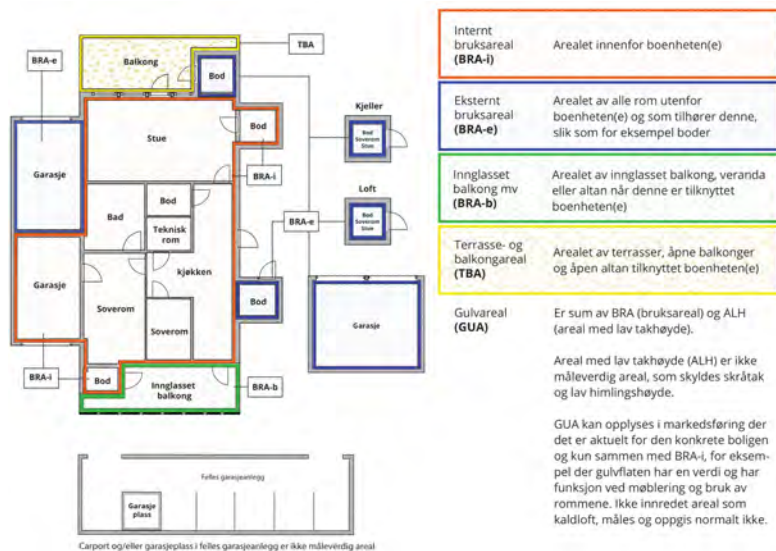 TBA
BRA-e
Balkong
Bod
Kjeller
Bod
Soverom
Stue
Stue
Bod
BRA-i
Garasje
Loft
Bod
Soverom
Stue
Bad
Bod
Teknisk
rom
BRA-e
kjøkken
Garasje
Soverom
Soverom
Bod
Garasje
BRA-i
Bod
Innglasset
balkong
BRA-b
Felles garasjeanlegg
Garasje
plass
Carport og/eller garasjeplass i felles garasjeanlegg er ikke måleverdig areal
Internt
bruksareal
(BRA-i)
Arealet innenfor boenheten(e)
Eksternt
bruksareal
(BRA-e)
Arealet av alle rom utenfor
boenheten(e) og som tilhører denne,
slik som for eksempel boder
Innglasset
balkong mv
(BRA-b)
Arealet av innglasset balkong, veranda
eller altan når denne er tilknyttet
boenheten(e)
Terrasse- og
balkongareal
(TBA)
Arealet av terrasser, åpne balkonger
og åpen altan tilknyttet boenheten(e)
Gulvareal
(GUA)
Er sum av BRA (bruksareal) og ALH
(areal med lav takhøyde).
Areal med lav takhøyde (ALH) er ikke
måleverdig areal, som skyldes skråtak
og lav himlingshøyde.
GUA kan opplyses i markedsføring der
det er aktuelt for den konkrete boligen
og kun sammen med BRA-i, for eksem-
pel der gulvflaten har en verdi og har
funksjon ved møblering og bruk av
rommene. Ikke innredet areal som
kaldloft, måles og oppgis normalt ikke.